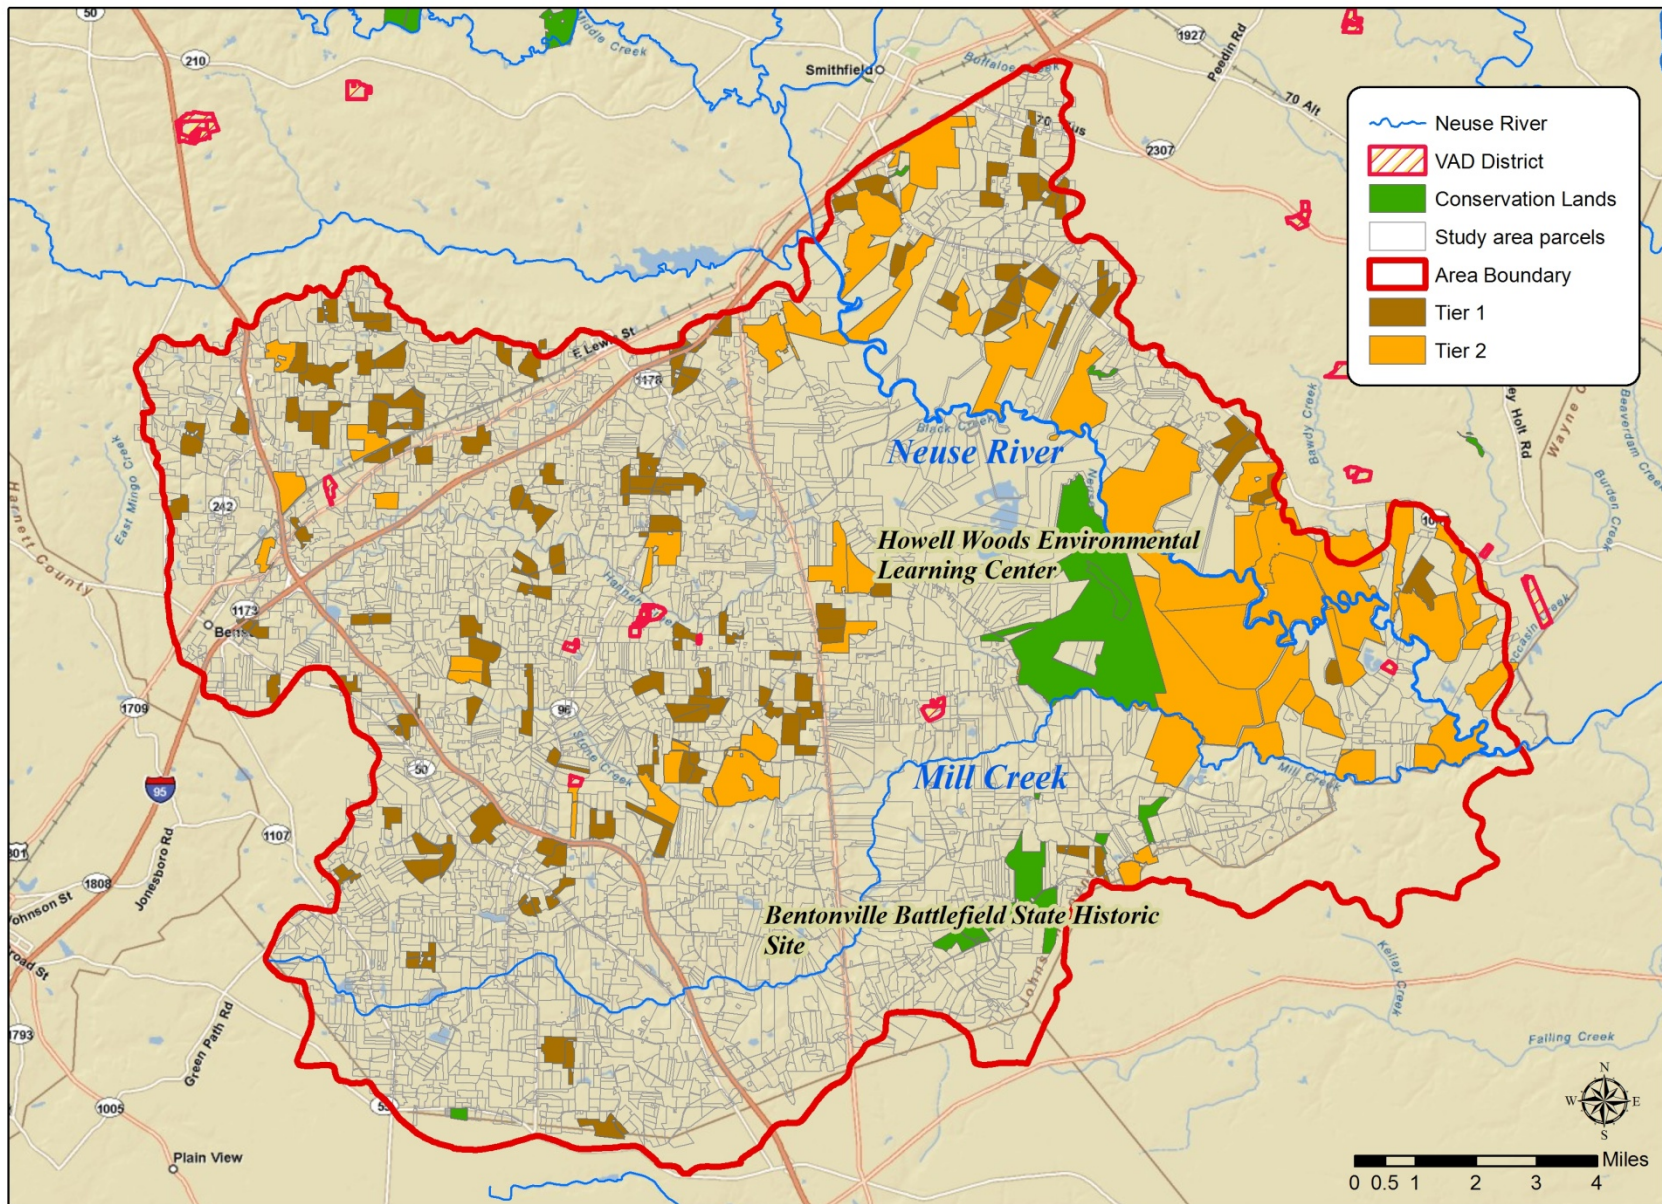 50
Middle Creek
1927
Peedin Rd
210
Smithfield
70 Alt
2307
Neuse River
VAD District
Conservation Lands
Study area parcels
Area Boundary
Tier 1
Tier 2
E Lewis St
1178
Bawdy Creek
Beaverdam Creek
Black Creek
Neuse River
East Mingo Creek
Harnett County
242
Howell Woods Environmental
Learning Center
Burden Creek
1173
96
Stone Creek
1709
50
Mill Creek
Mill Creek
95
1107
Jonesboro Rd
1808
Johnson St
Bentonville Battlefield State Historic
Site
Kelley Creek
1793
Green Path Rd
Falling Creek
1005
Plain View
N
W E
S
Miles
0 0.5 1 2 3 4